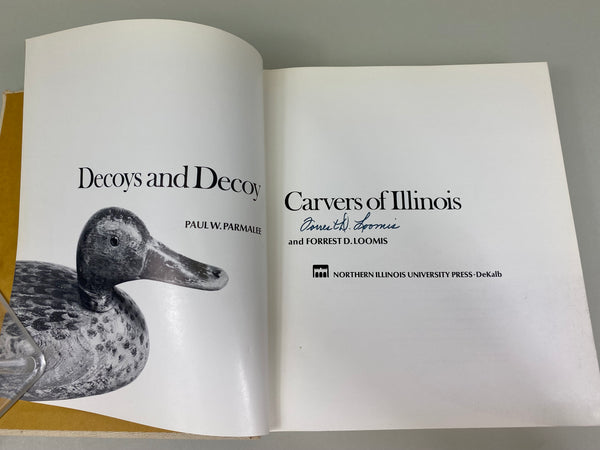 Decoys and Decoy Carvers of Illinois
PAUL W. PARMALEE
Forrest D. Loomis
and FORREST D. LOOMIS
NORTHERN ILLINOIS UNIVERSITY PRESS·DeKalb